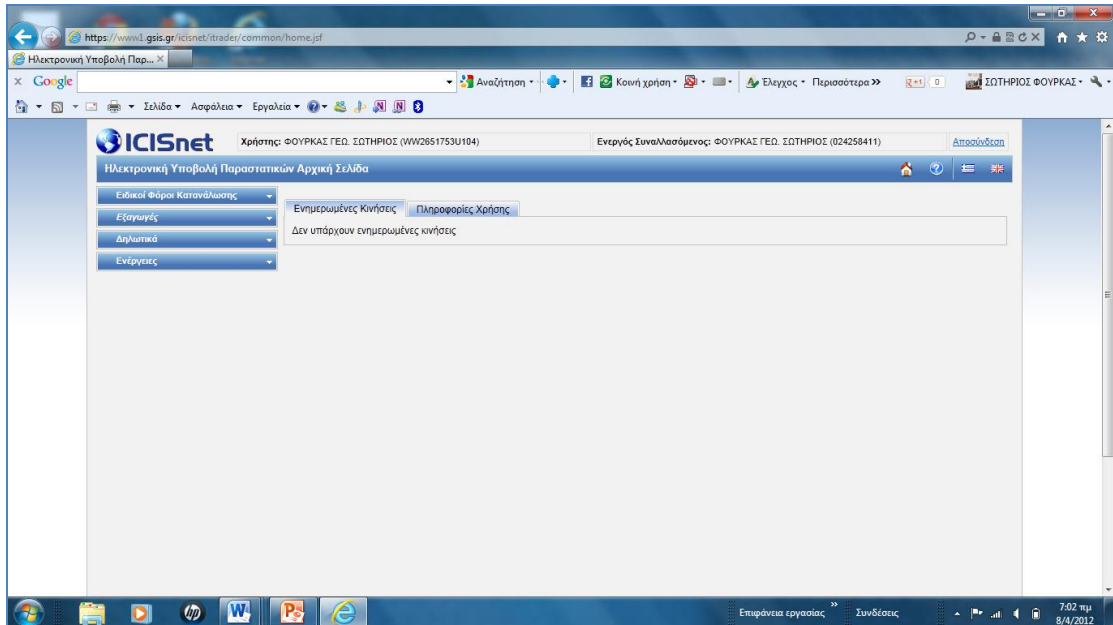 https://www1.gsis.gr/icisnet/itrader/common/home.jsf
Ηλεκτρονική Υποβολή Παρ...
Google Αναζήτηση Κοινή χρήση Έλεγχος Περισσότερα >> 0 ΣΩΤΗΡΙΟΣ ΦΟΥΡΚΑΣ
Σελίδα Ασφάλεια Εργαλεία
ICISnet Χρήστης: ΦΟΥΡΚΑΣ ΓΕΩ. ΣΩΤΗΡΙΟΣ (WW2651753U104) Ενεργός Συναλλασόμενος: ΦΟΥΡΚΑΣ ΓΕΩ. ΣΩΤΗΡΙΟΣ (024258411) Αποσύνδεση
Ηλεκτρονική Υποβολή Παραστατικών Αρχική Σελίδα
Ειδικοί Φόροι Κατανάλωσης
Ενημερωμένες Κινήσεις Πληροφορίες Χρήσης
Εξαγωγές
Δεν υπάρχουν ενημερωμένες κινήσεις
Δηλωτικά
Ενέργειες
Επιφάνεια εργασίας >> Συνδέσεις 7:02 πμ
8/4/2012